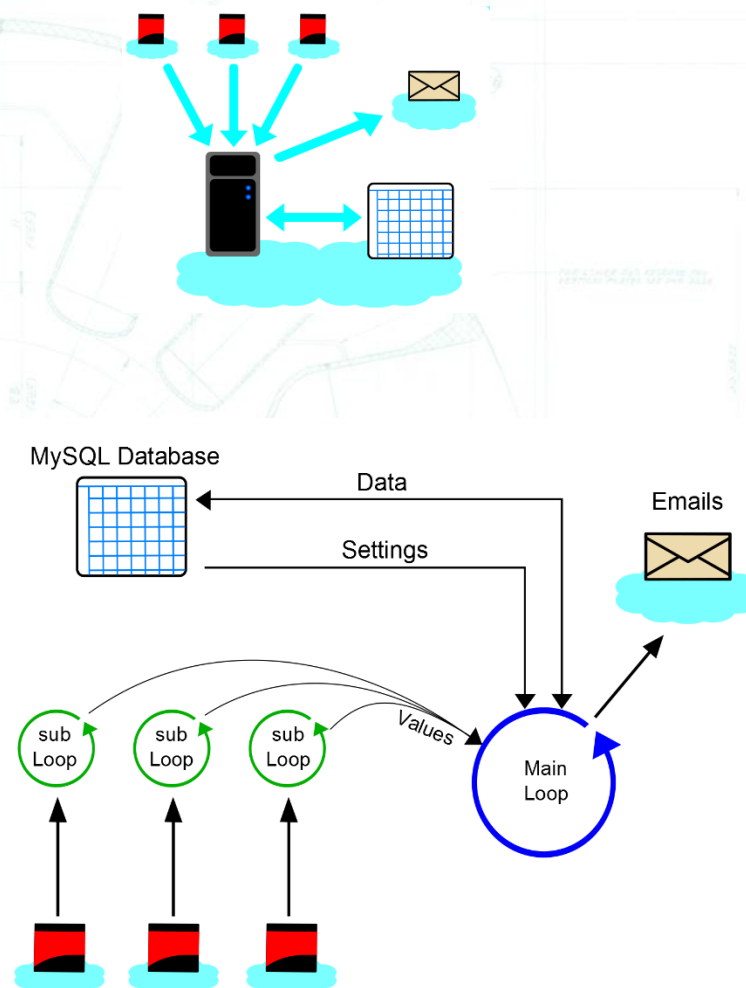 MySQL Database
Data
Emails
Settings
Values
sub
Loop
sub
Loop
sub
Loop
Main
Loop